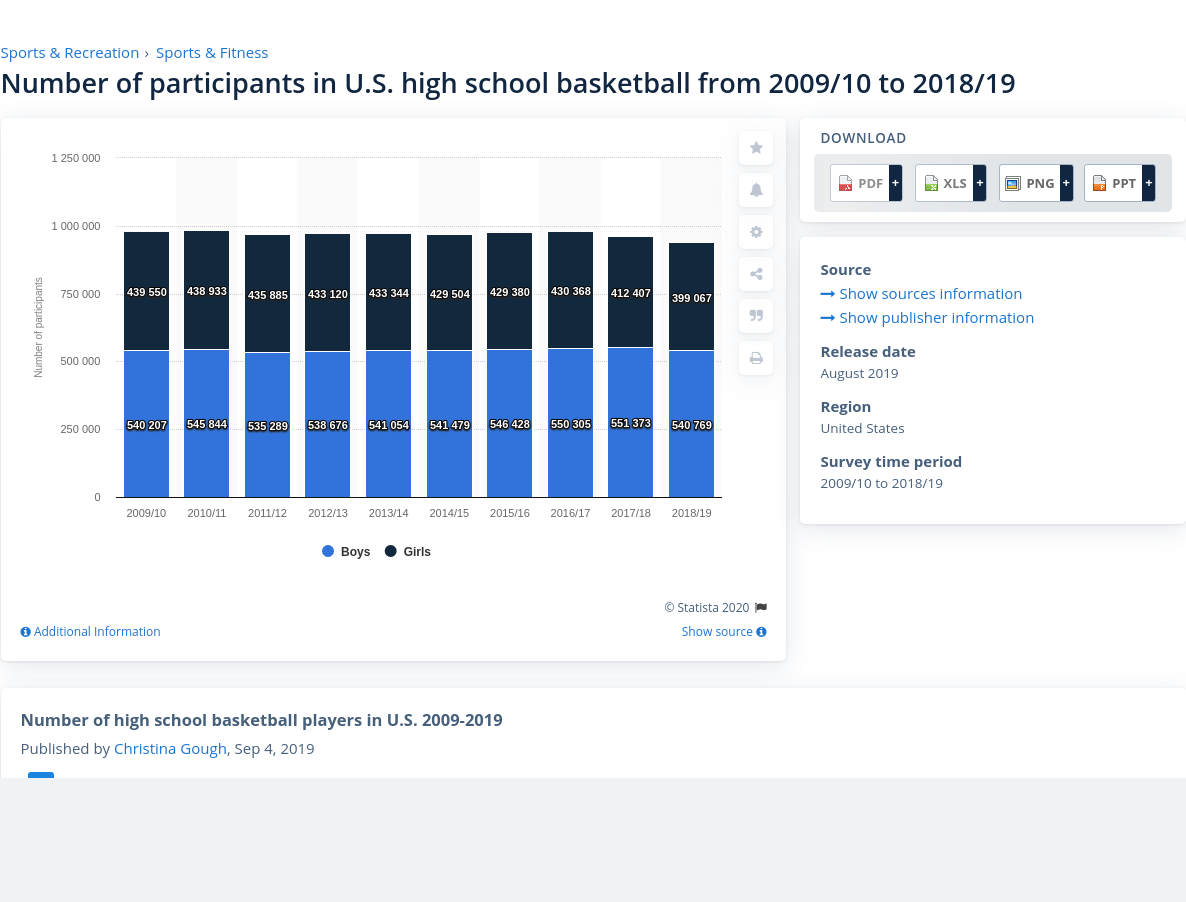 Sports & Recreation › Sports & Fitness
Number of participants in U.S. high school basketball from 2009/10 to 2018/19
Number of participants
1 250 000
1 000 000
750 000
500 000
250 000
0
439 550 438 933 435 885 433 120 433 344 429 504 429 380 430 368 412 407 399 067
540 207 545 844 535 289 538 676 541 054 541 479 546 428 550 305 551 373 540 769
2009/10 2010/11 2011/12 2012/13 2013/14 2014/15 2015/16 2016/17 2017/18 2018/19
Boys Girls
© Statista 2020
Additional Information
Show source
DOWNLOAD
PDF + XLS + PNG + PPT +
Source
Show sources information
Show publisher information
Release date
August 2019
Region
United States
Survey time period
2009/10 to 2018/19
Number of high school basketball players in U.S. 2009-2019
Published by Christina Gough, Sep 4, 2019